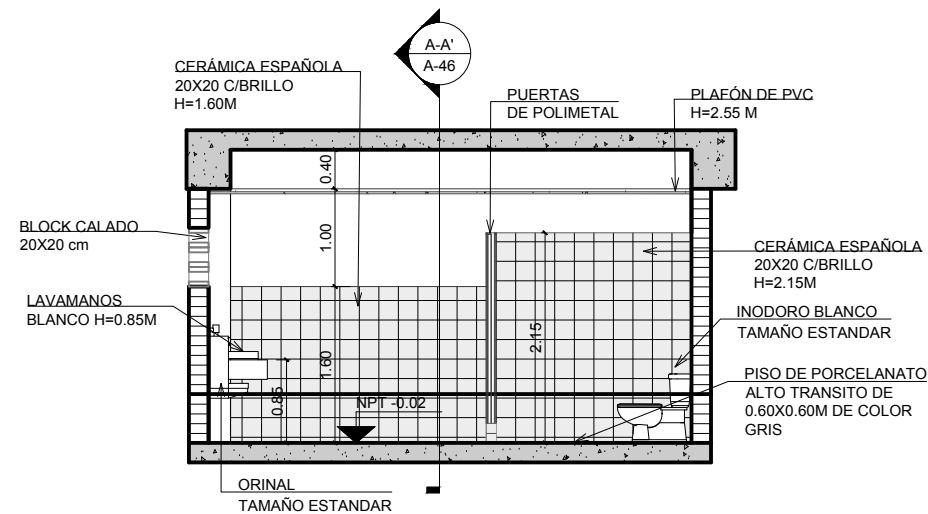 A-A'
A-46
CERÁMICA ESPAÑOLA
20X20 C/BRILLO
H=1.60M
PUERTAS
DE POLIMETAL
PLAFÓN DE PVC
H=2.55 M
0.40
BLOCK CALADO
20X20 cm
1.00
CERÁMICA ESPAÑOLA
20X20 C/BRILLO
H=2.15M
LAVAMANOS
BLANCO H=0.85M
INODORO BLANCO
TAMAÑO ESTANDAR
2.15
1.60
0.85
NPT -0.02
PISO DE PORCELANATO
ALTO TRANSITO DE
0.60X0.60M DE COLOR
GRIS
ORINAL
TAMAÑO ESTANDAR